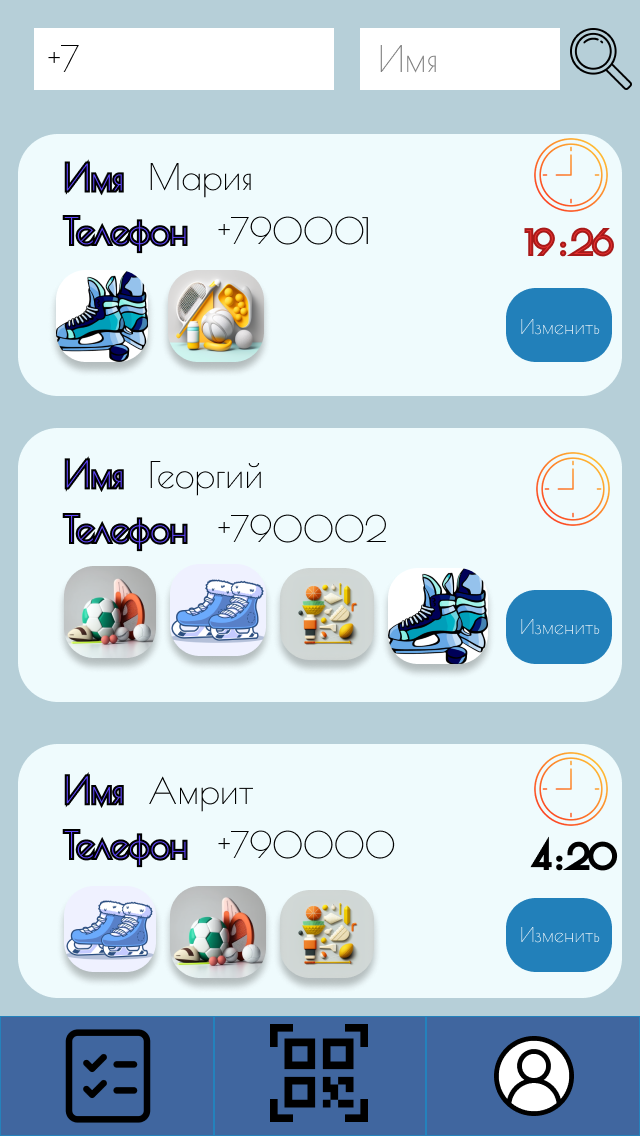 +7 Имя
Имя Мария
Телефон +790001
19:26
Изменить
Имя Георгий
Телефон +790002
Изменить
Имя Амрит
Телефон +790000
4:20
Изменить